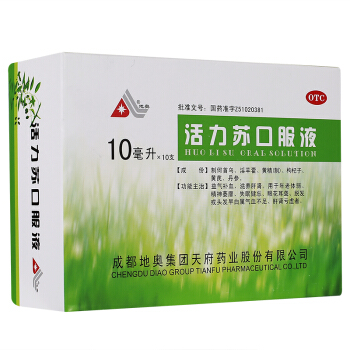 地奥
OTC
批准文号：国药准字Z51020381
活力苏口服液
HUO LI SU ORAL SOLUTION
10毫升×10支
【成 份】制何首乌、淫羊藿、黄精(制)、枸杞子、
黄芪、丹参。
【功能主治】益气补血，滋养肝肾。用于年老体弱，
精神萎靡，失眠健忘，眼花耳聋，脱发
或头发早白属气血不足、肝肾亏虚者。
成都地奥集团天府药业股份有限公司
CHENGDU DIAO GROUP TIANFU PHARMACEUTICAL CO.,LTD
活力苏口服液